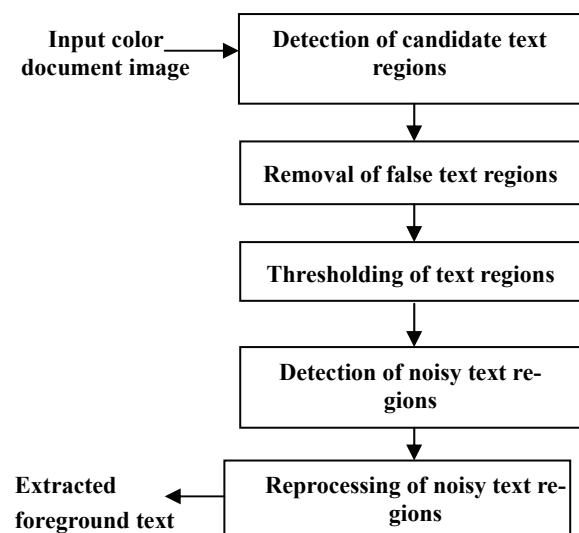 Input color
document image
Detection of candidate text
regions
Removal of false text regions
Thresholding of text regions
Detection of noisy text re-
gions
Reprocessing of noisy text re-
gions
Extracted
foreground text